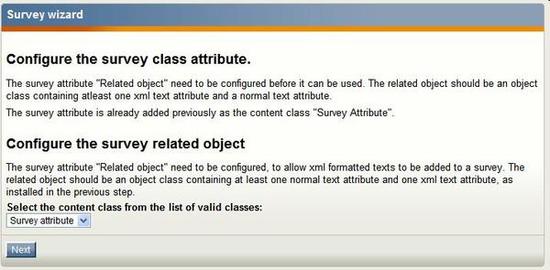 Survey wizard
Configure the survey class attribute.
The survey attribute "Related object" need to be configured before it can be used. The related object should be an object
class containing atleast one xml text attribute and a normal text attribute.
The survey attribute is already added previously as the content class "Survey Attribute".
Configure the survey related object
The survey attribute "Related object" need to be configured, to allow xml formatted texts to be added to a survey. The
related object should be an object class containing at least one normal text attribute and one xml text attribute, as
installed in the previous step.
Select the content class from the list of valid classes:
Survey attribute
Next